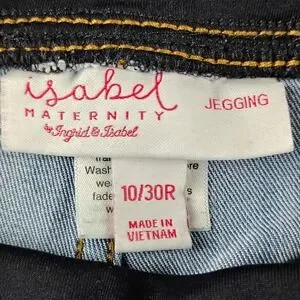 isabel
MATERNITY
by Ingrid & Isabel
JEGGING
Wash
10/30R
MADE IN
VIETNAM